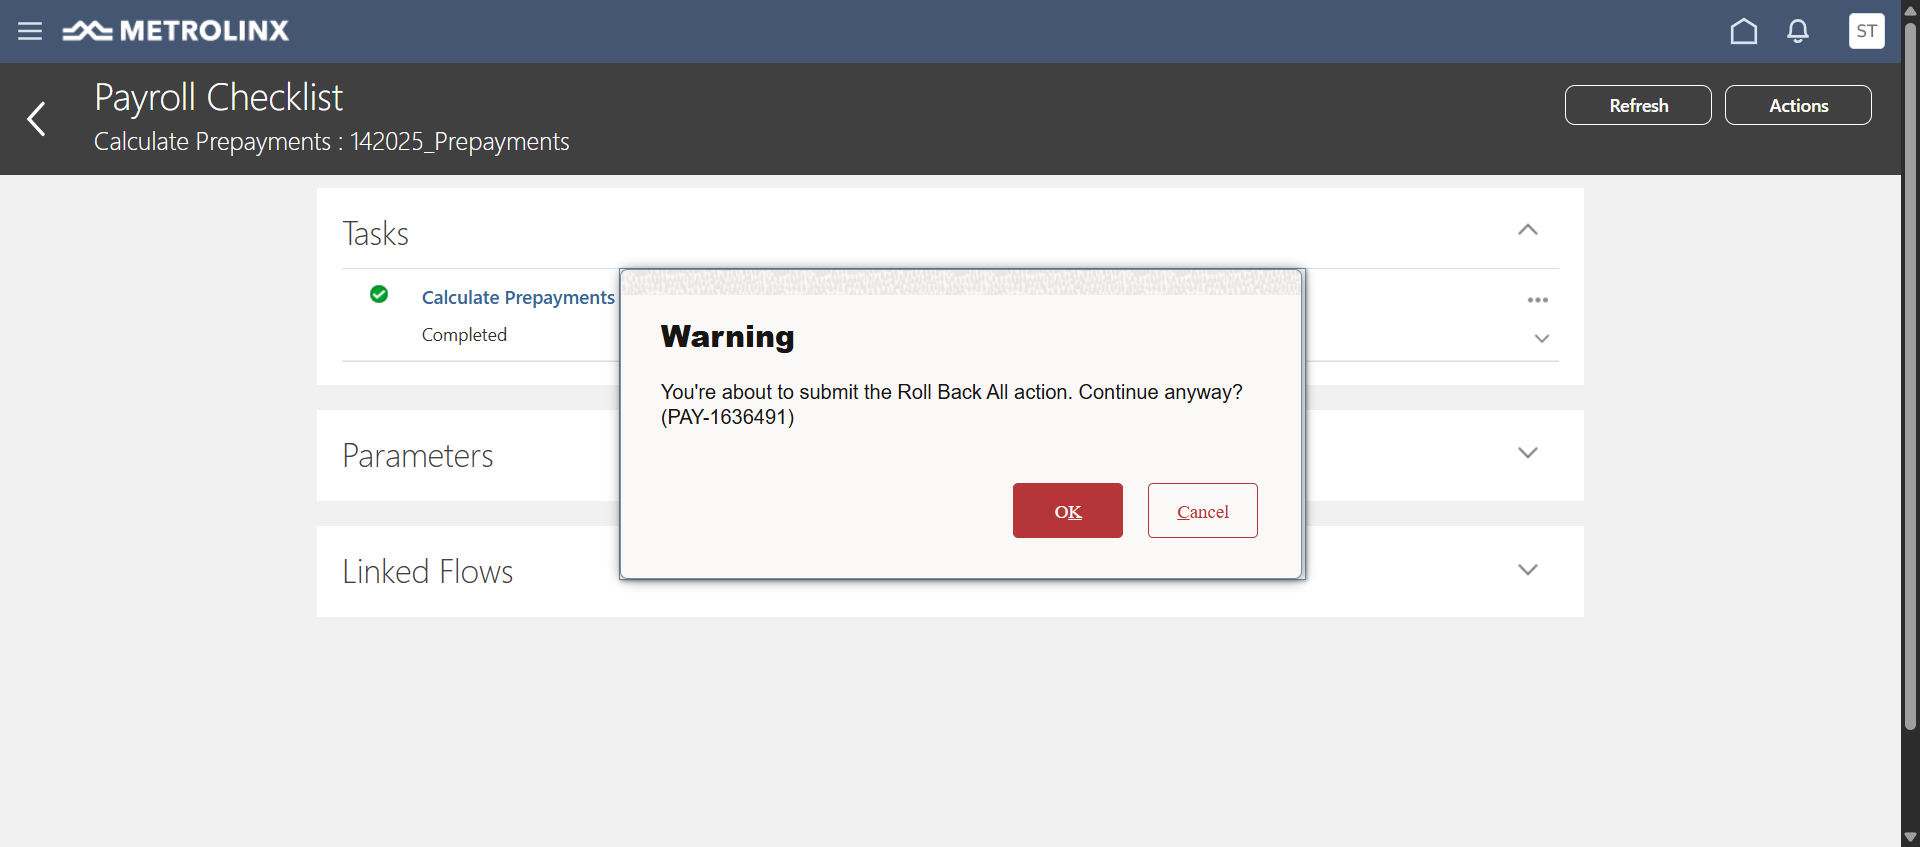 METROLINX
ST
Payroll Checklist
Calculate Prepayments : 142025_Prepayments
Refresh
Actions
Tasks
Calculate Prepayments
Completed
Warning
You're about to submit the Roll Back All action. Continue anyway?
(PAY-1636491)
OK
Cancel
Parameters
Linked Flows